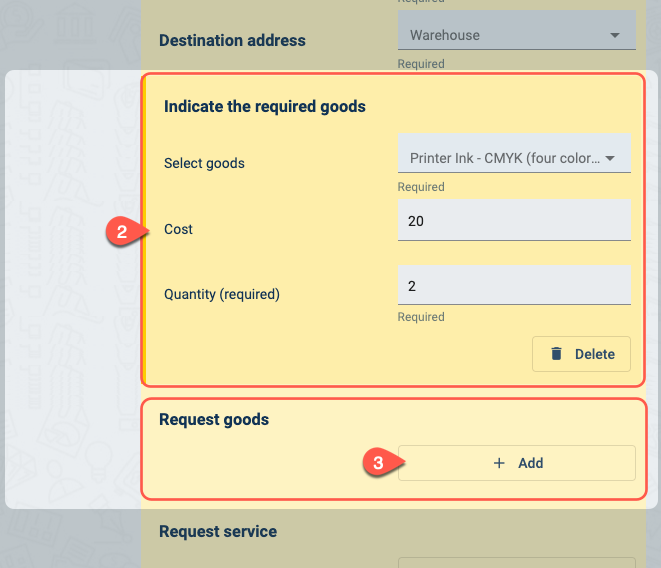 Required
Destination address
Warehouse
Required
Indicate the required goods
Select goods
Printer Ink - CMYK (four color...
Required
2
Cost
20
Quantity (required)
2
Required
Delete
Request goods
3
+ Add
Request service